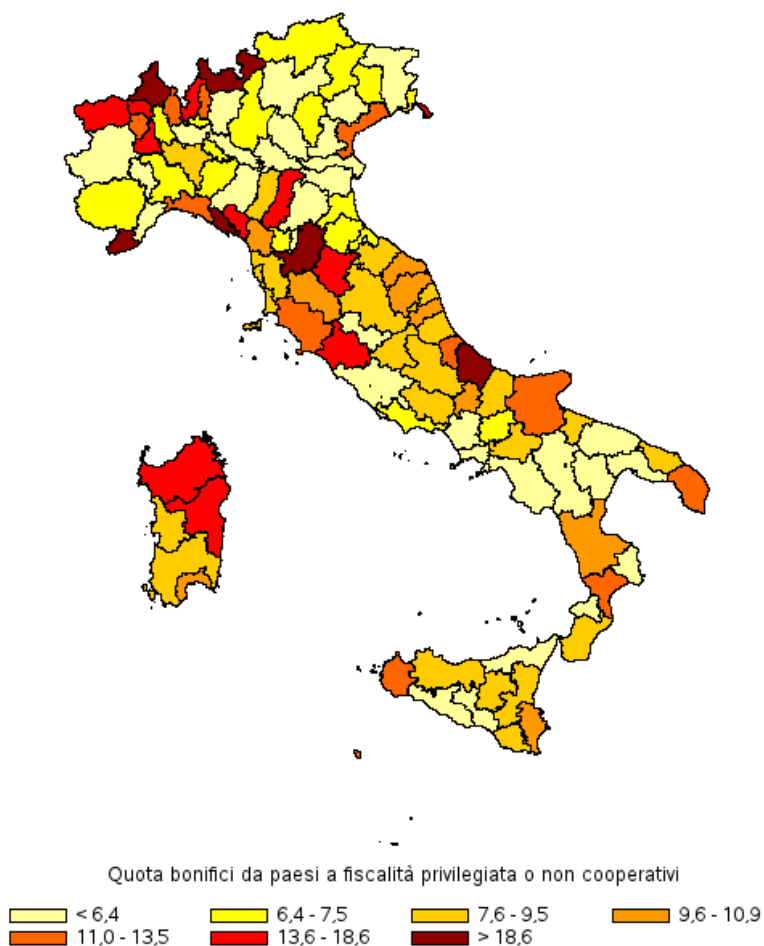 Quota bonifici da paesi a fiscalità privilegiata o non cooperativi
< 6,4 6,4 - 7,5 7,6 - 9,5 9,6 - 10,9
11,0 - 13,5 13,6 - 18,6 > 18,6